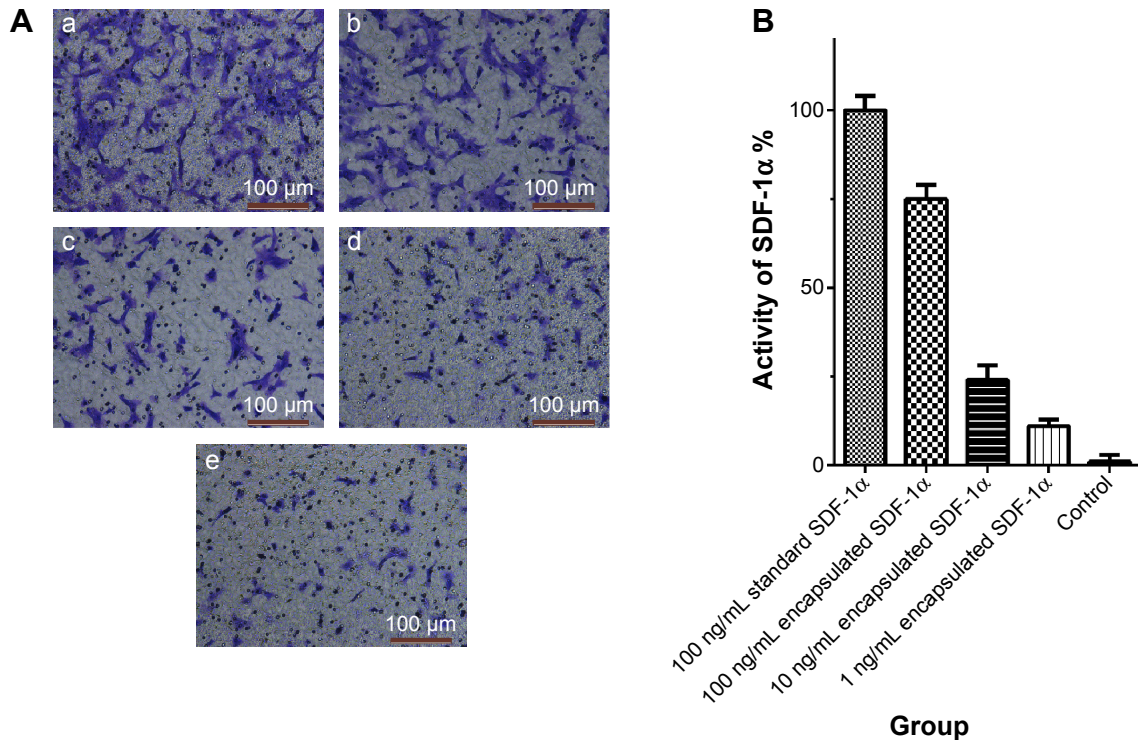 A
a
100 µm
b
100 µm
c
100 µm
d
100 µm
e
100 µm
B
Activity of SDF-1α %
100
50
0
100 ng/mL standard SDF-1α
100 ng/mL encapsulated SDF-1α
10 ng/mL encapsulated SDF-1α
1 ng/mL encapsulated SDF-1α
Control
Group